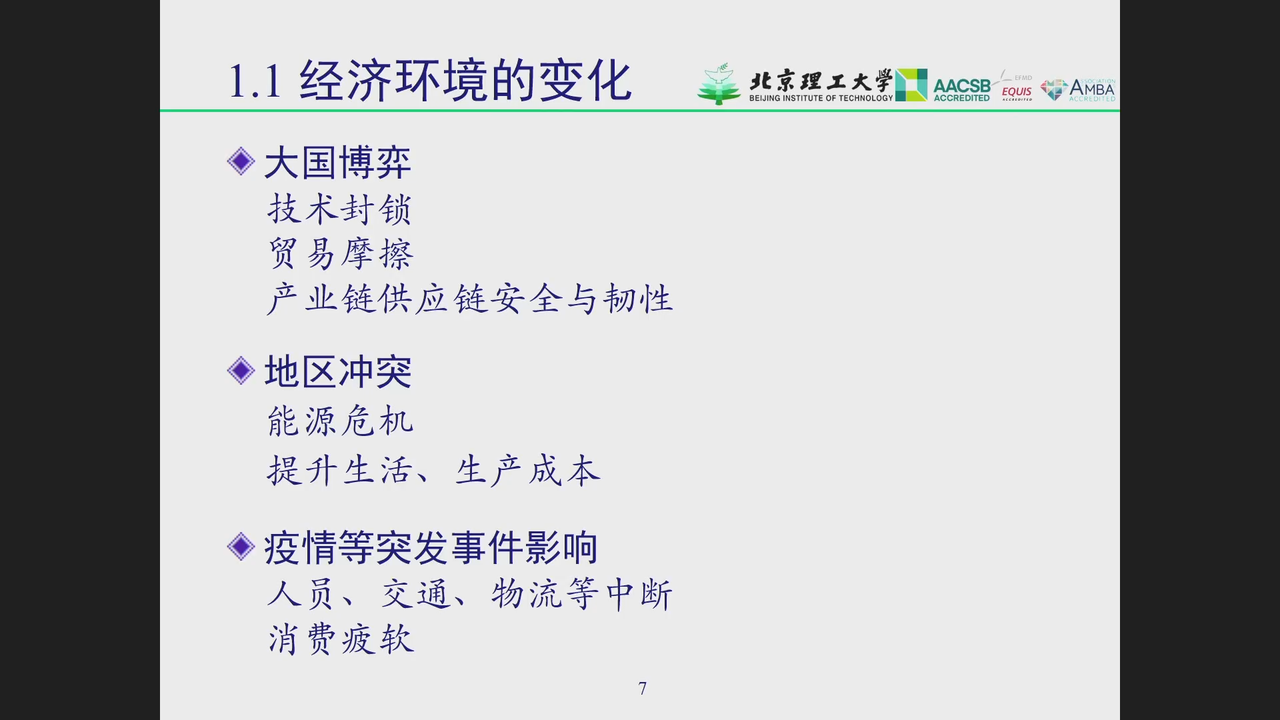 1.1 经济环境的变化
北京理工大学
BEIJING INSTITUTE OF TECHNOLOGY
AACSB
ACCREDITED
EFMD
EQUIS
ACCREDITED
ASSOCIATION
AMBA
ACCREDITED
大国博弈
技术封锁
贸易摩擦
产业链供应链安全与韧性
地区冲突
能源危机
提升生活、生产成本
疫情等突发事件影响
人员、交通、物流等中断
消费疲软
7